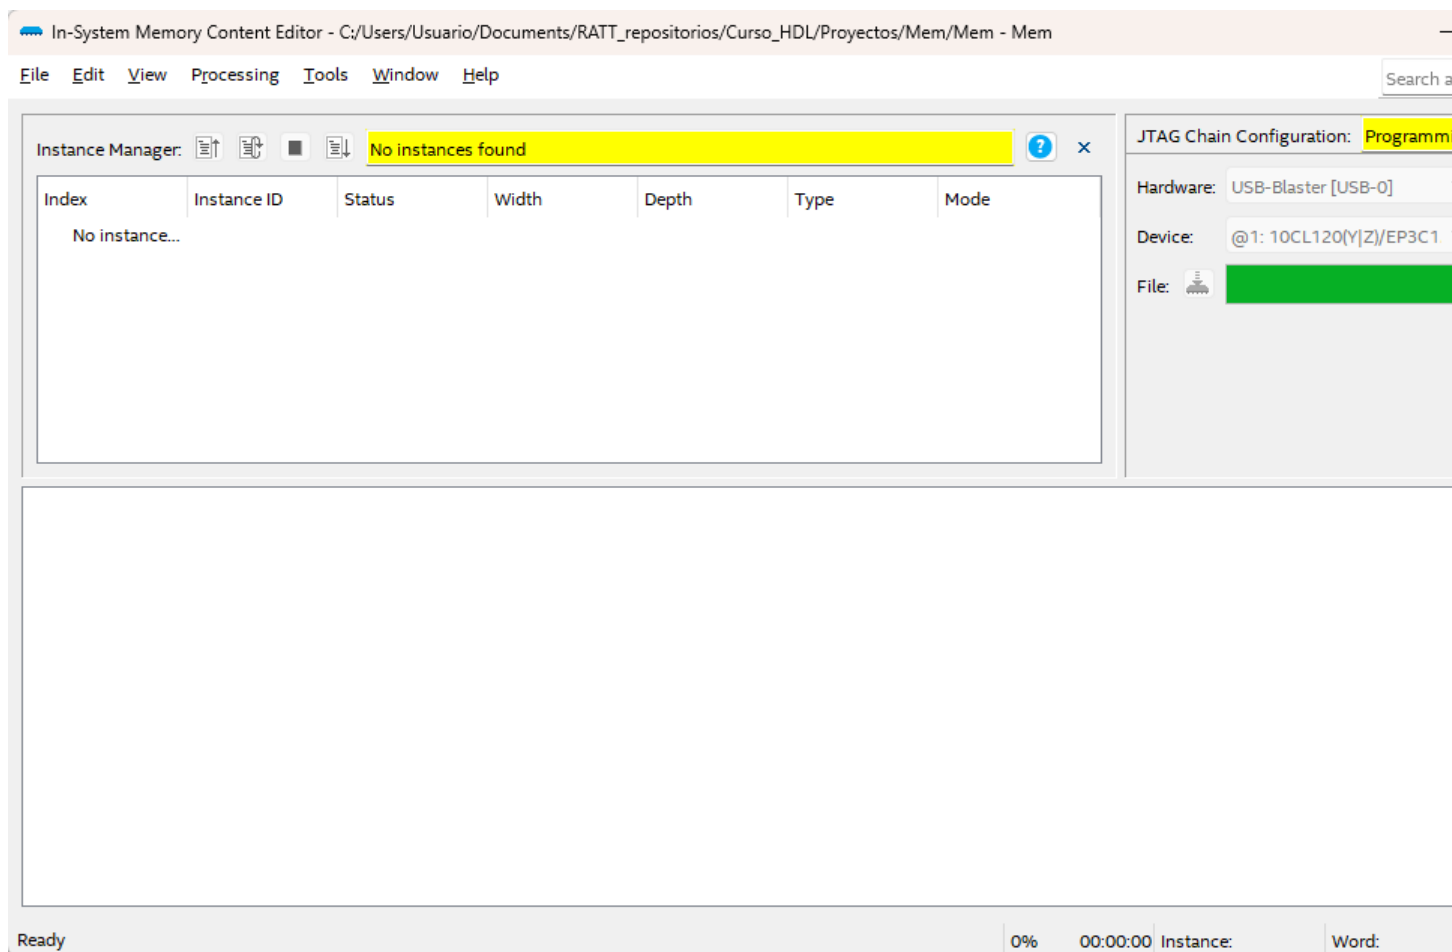 In-System Memory Content Editor - C:/Users/Usuario/Documents/RATT_repositorios/Curso_HDL/Proyectos/Mem/Mem - Mem
File Edit View Processing Tools Window Help
Search a
Instance Manager: No instances found
JTAG Chain Configuration: Programmi
Index Instance ID Status Width Depth Type Mode
No instance...
Hardware: USB-Blaster [USB-0]
Device: @1: 10CL120(Y|Z)/EP3C1
File:
Ready 0% 00:00:00 Instance: Word: